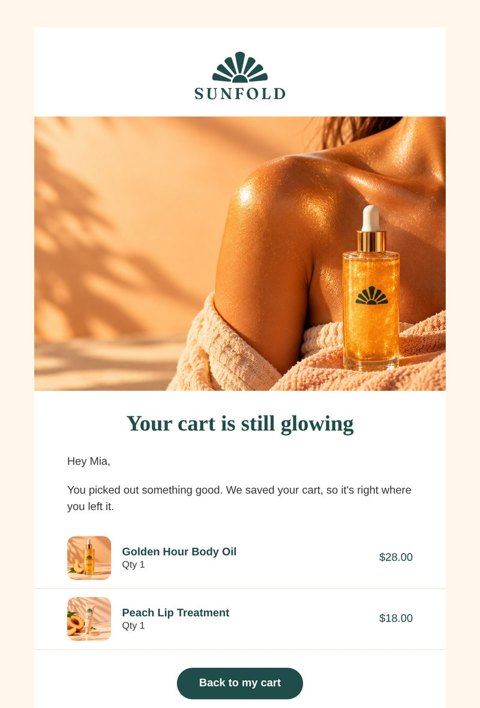 SUNFOLD
Your cart is still glowing
Hey Mia,
You picked out something good. We saved your cart, so it's right where
you left it.
Golden Hour Body Oil
Qty 1
$28.00
Peach Lip Treatment
Qty 1
$18.00
Back to my cart